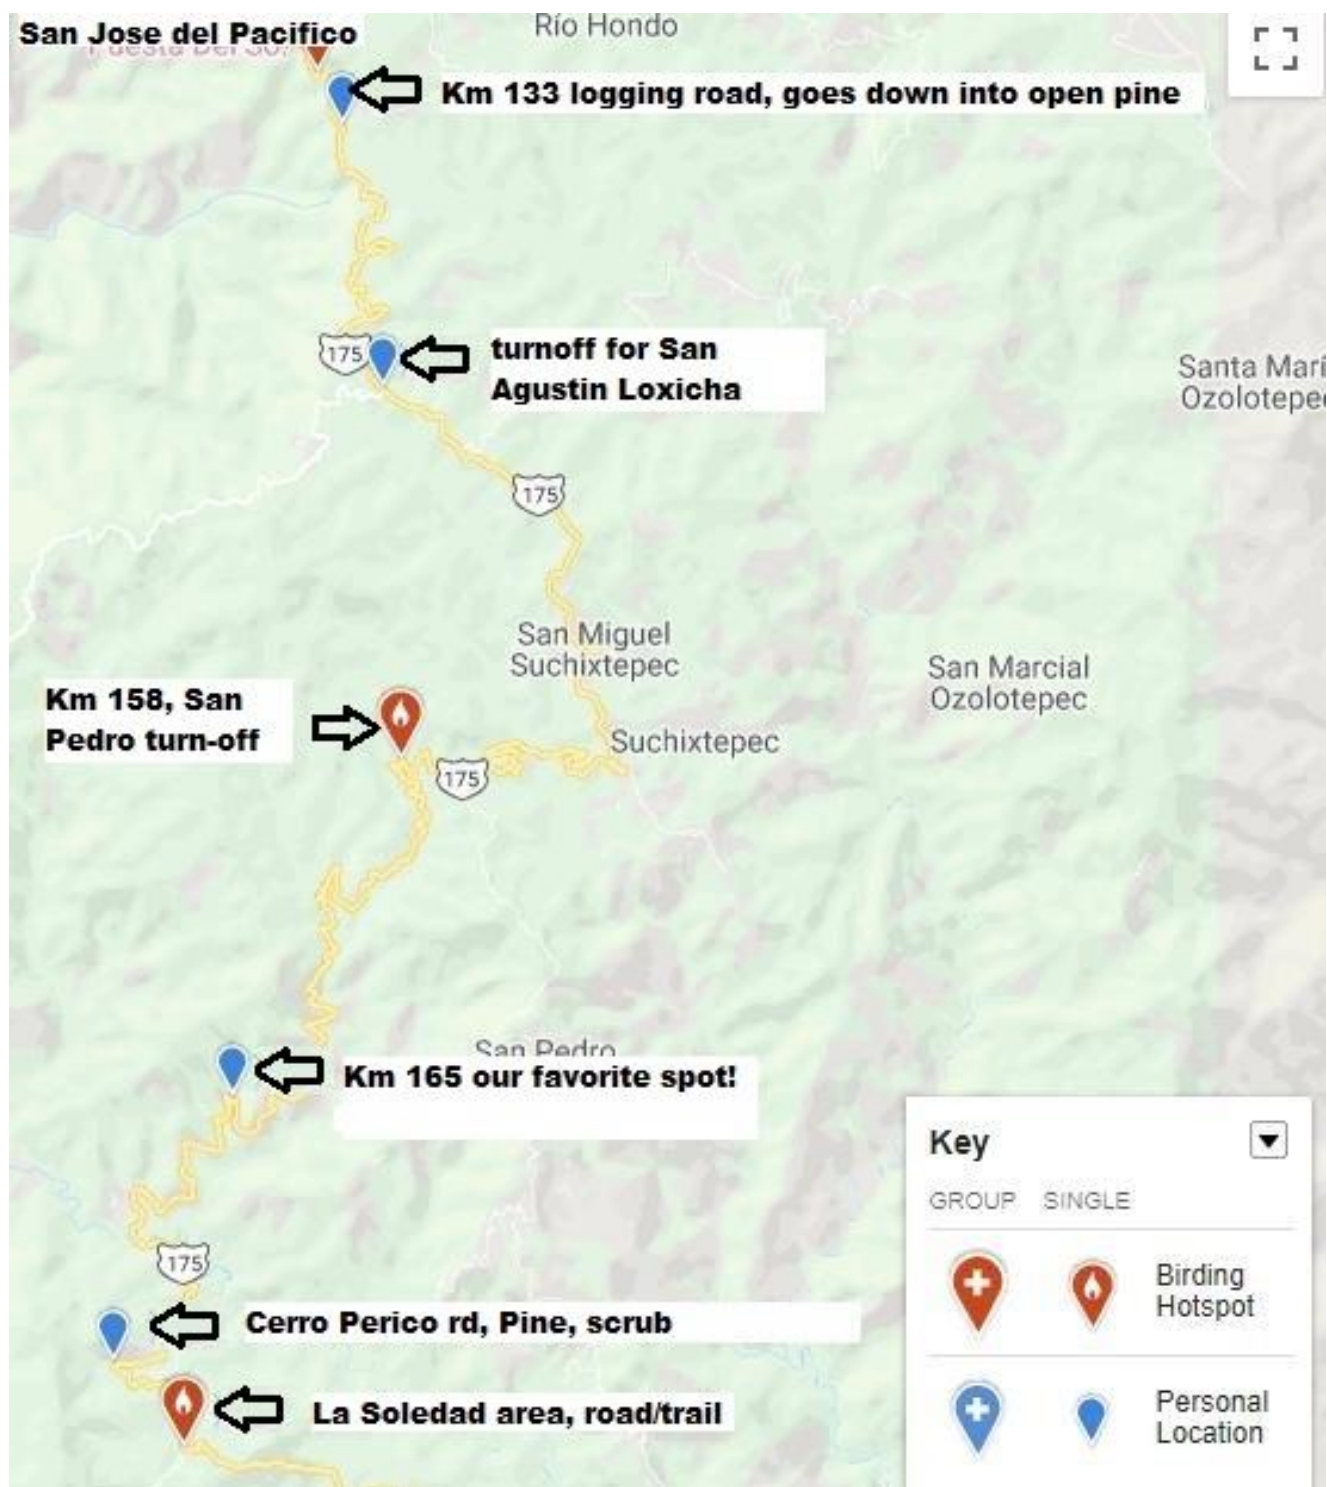 San Jose del Pacifico
Río Hondo
Puesta Del Sol
Km 133 logging road, goes down into open pine
175
turnoff for San
Agustin Loxicha
Santa Marí
Ozolotepe
175
San Miguel
Suchixtepec
San Marcial
Ozolotepec
Km 158, San
Pedro turn-off
Suchixtepec
175
San Pedro
Km 165 our favorite spot!
Key
GROUP SINGLE
175
Birding
Hotspot
Cerro Perico rd, Pine, scrub
La Soledad area, road/trail
Personal
Location